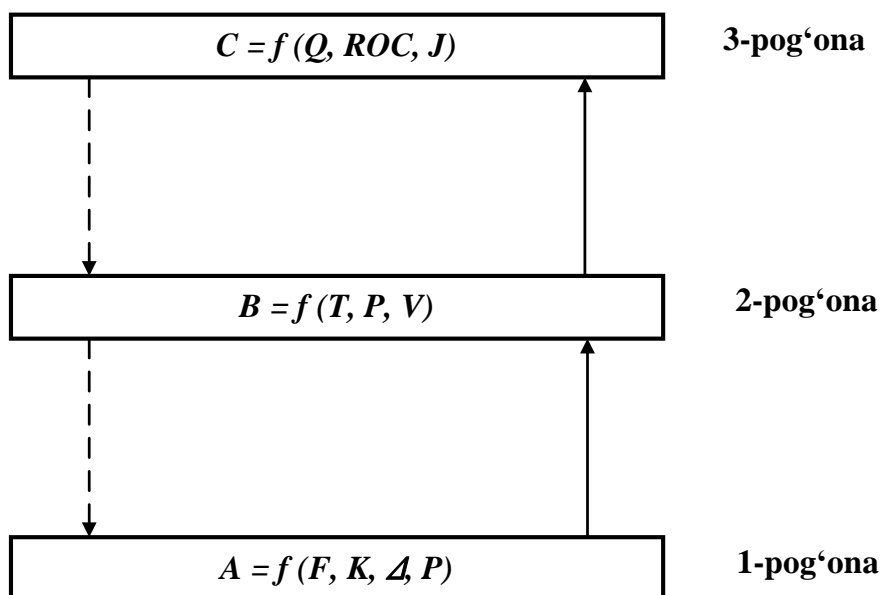 C = f (Q, ROC, J) 3-pog‘ona
B = f (T, P, V) 2-pog‘ona
A = f (F, K, Δ, P) 1-pog‘ona